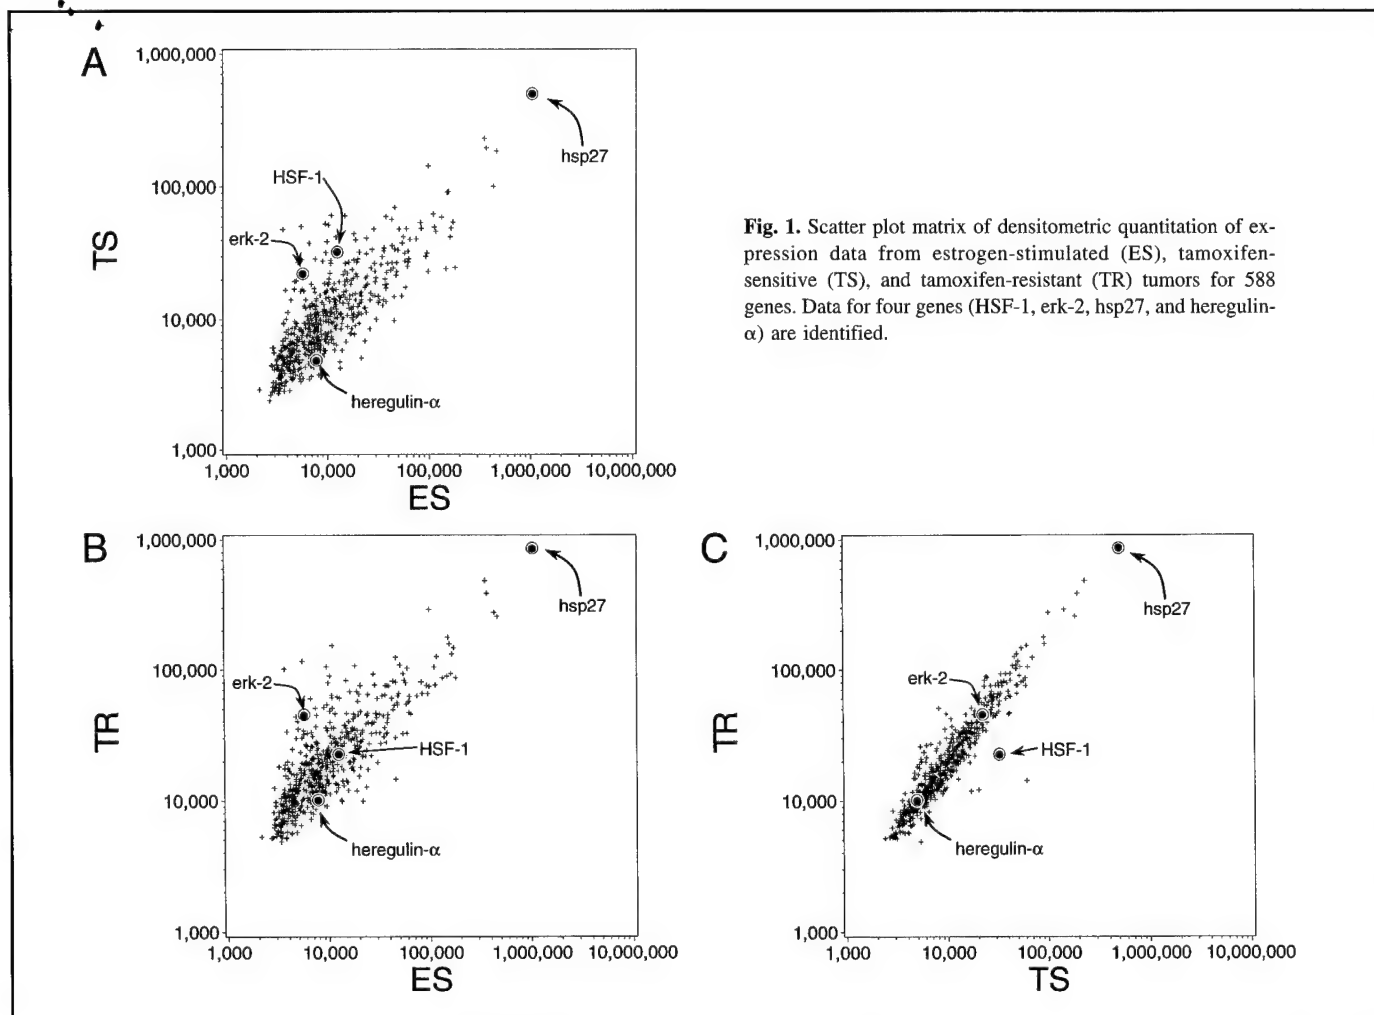 A
1,000,000
100,000
10,000
1,000
TS
HSF-1
erk-2
hsp27
heregulin-α
1,000 10,000 100,000 1,000,000 10,000,000
ES
Fig. 1. Scatter plot matrix of densitometric quantitation of ex-
pression data from estrogen-stimulated (ES), tamoxifen-
sensitive (TS), and tamoxifen-resistant (TR) tumors for 588
genes. Data for four genes (HSF-1, erk-2, hsp27, and heregulin-
α) are identified.
B
1,000,000
100,000
10,000
1,000
TR
hsp27
erk-2
HSF-1
heregulin-α
1,000 10,000 100,000 1,000,000 10,000,000
ES
C
1,000,000
100,000
10,000
1,000
TR
hsp27
erk-2
HSF-1
heregulin-α
1,000 10,000 100,000 1,000,000 10,000,000
TS